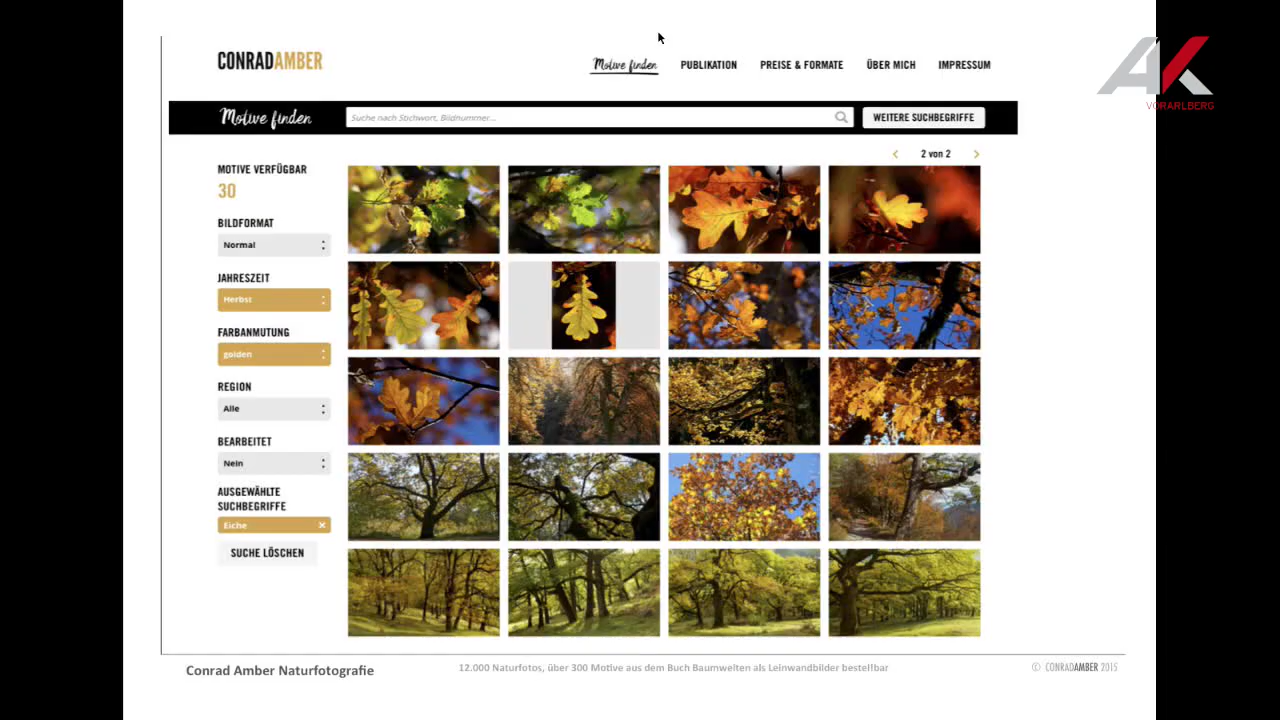 CONRADAMBER
Motive finden
PUBLIKATION
PREISE & FORMATE
ÜBER MICH
IMPRESSUM
AK
VORARLBERG
Motive finden
Suche nach Stichwort, Bildnummer...
WEITERE SUCHBEGRIFFE
2 von 2
MOTIVE VERFÜGBAR
30
BILDFORMAT
Normal
JAHRESZEIT
Herbst
FARBANMUTUNG
golden
REGION
Alle
BEARBEITET
Nein
AUSGEWÄHLTE
SUCHBEGRIFFE
Eiche
SUCHE LÖSCHEN
Conrad Amber Naturfotografie
12.000 Naturfotos, über 300 Motive aus dem Buch Baumwelten als Leinwandbilder bestellbar
© CONRADAMBER 2015